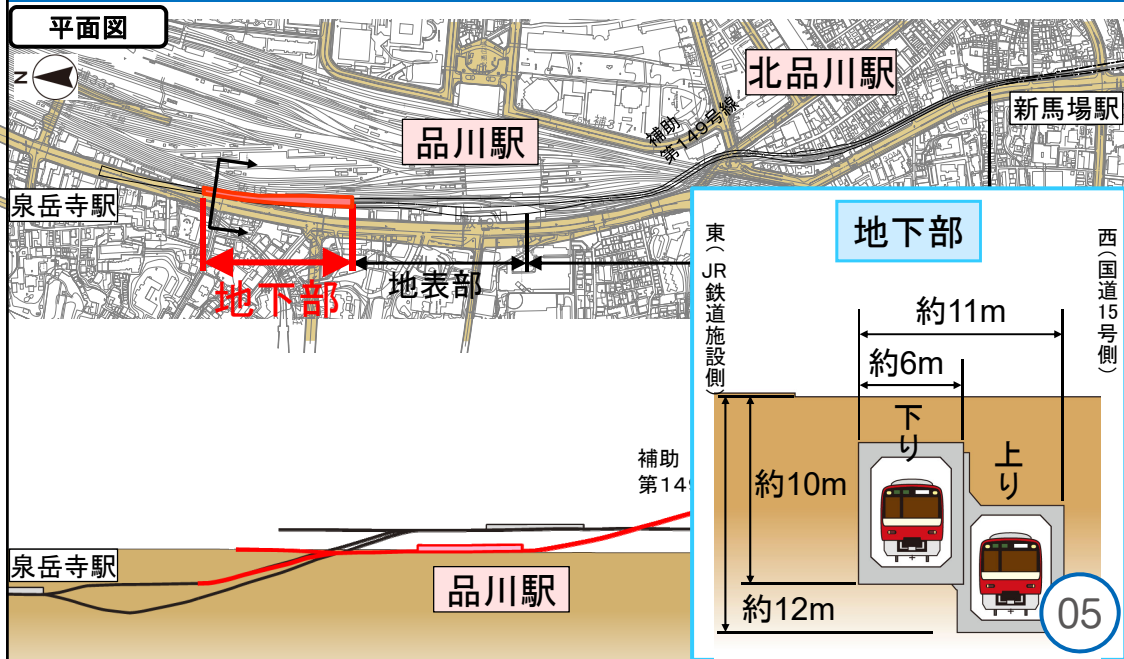 平面図
N
北品川駅
新馬場駅
補317
補助
第149号線
品川駅
泉岳寺駅
地下部
地表部
地下部
東(JR鉄道施設側)
西(国道15号側)
約11m
約6m
下り
上り
約10m
約12m
補助
第149
泉岳寺駅
品川駅
05